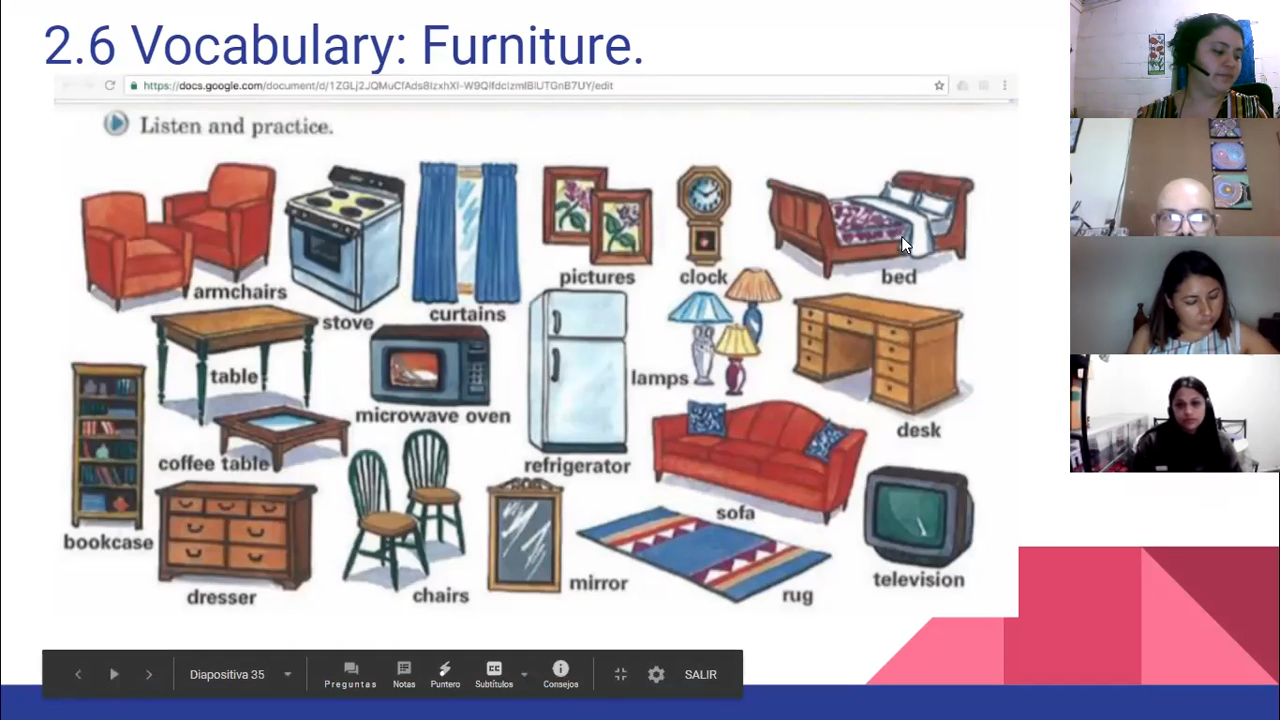 2.6 Vocabulary: Furniture.
https://docs.google.com/document/d/1ZGLj2JQMuCfAds8IzxhXI-W9QifdcIzmIBIUTGnB7UY/edit
Listen and practice.
armchairs
stove
curtains
pictures
clock
bed
table
microwave oven
lamps
desk
coffee table
refrigerator
sofa
bookcase
dresser
chairs
mirror
rug
television
Diapositiva 35
Preguntas
Notas
Puntero
Subtítulos
Consejos
SALIR